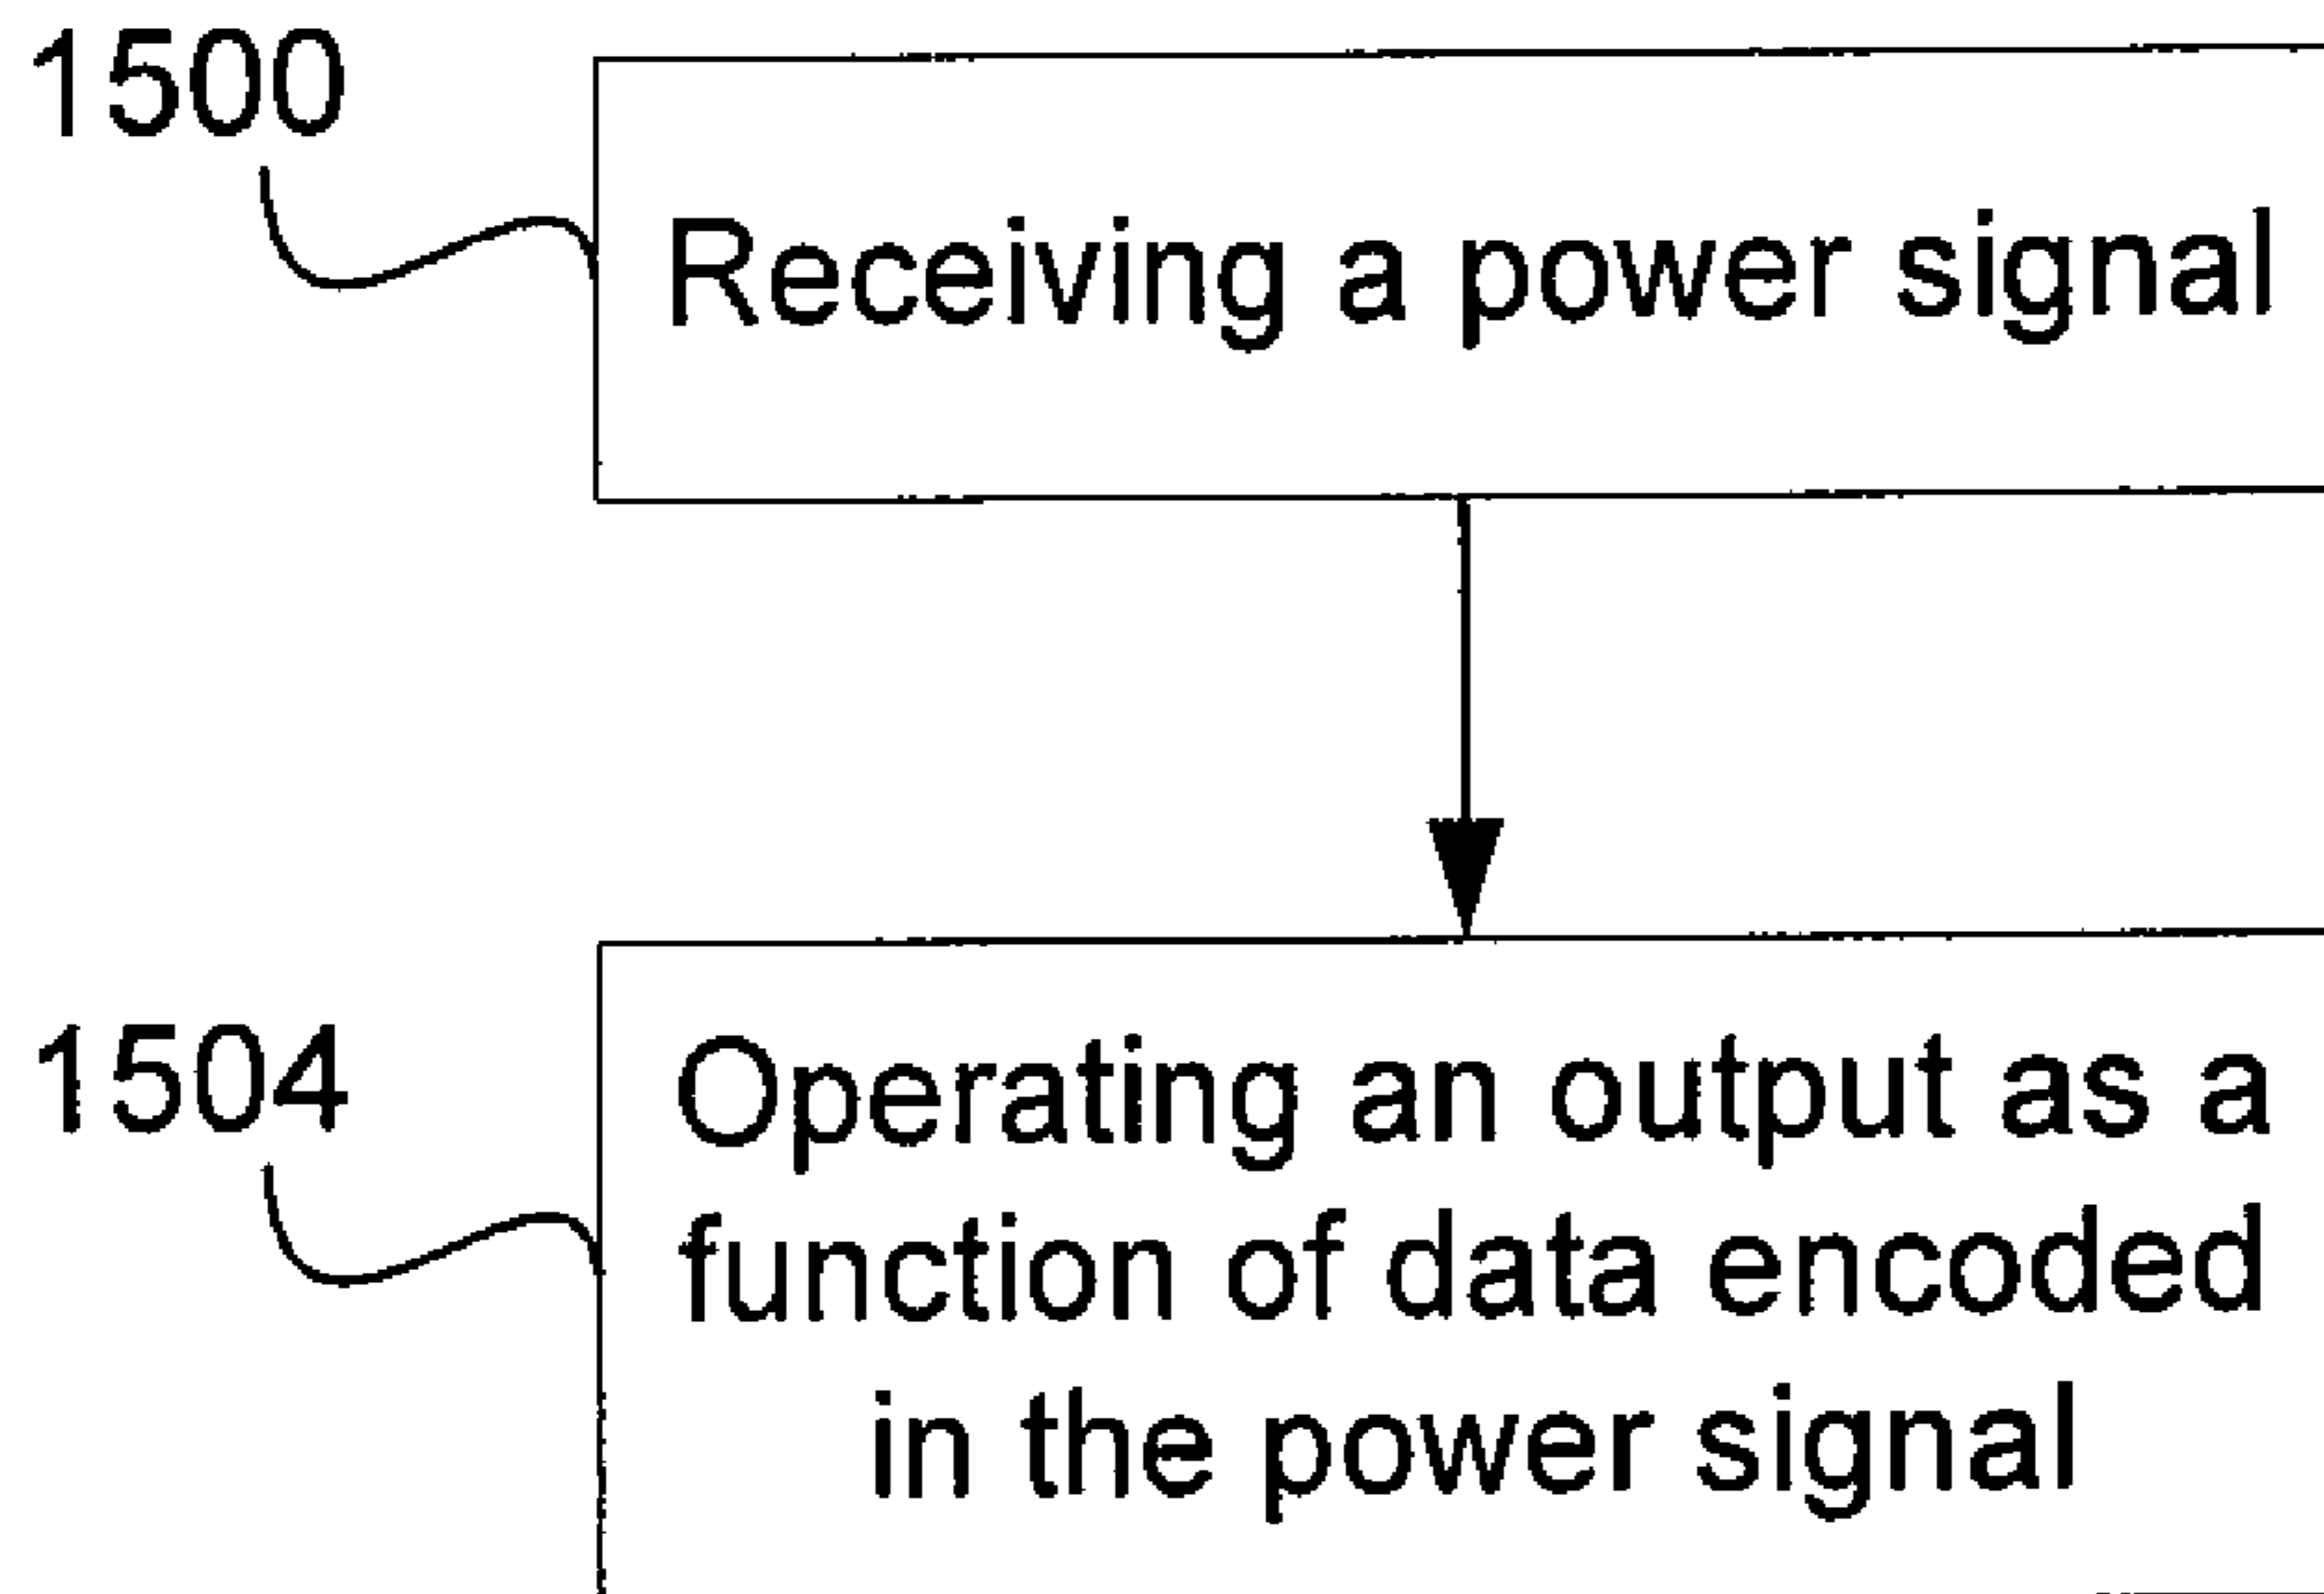 1500
Receiving a power signal
1504
Operating an output as a
function of data encoded
in the power signal